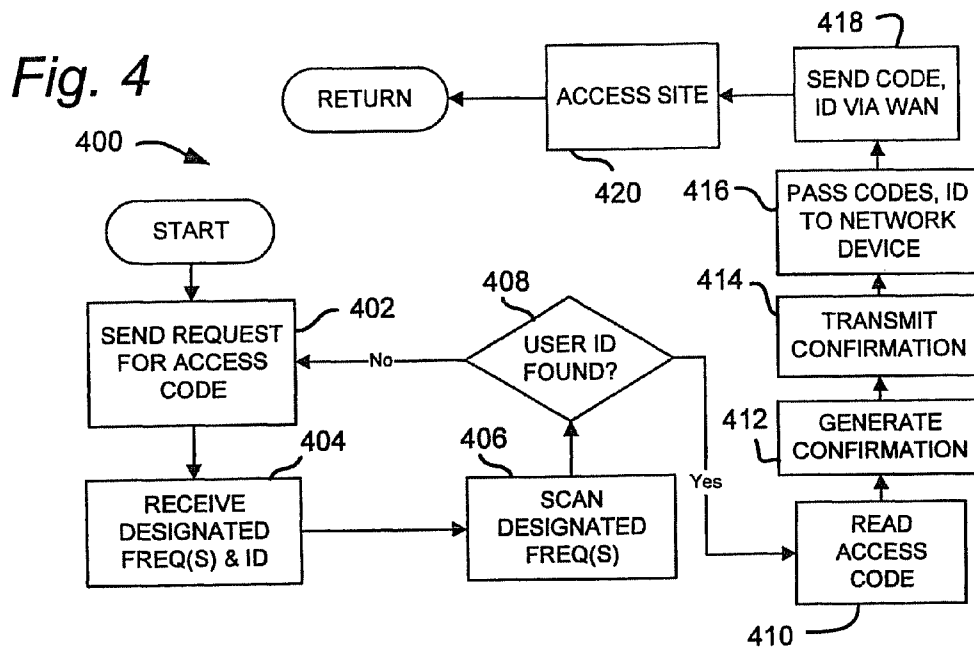 Fig. 4
400
START
SEND REQUEST
FOR ACCESS
CODE
402
RECEIVE
DESIGNATED
FREQ(S) & ID
404
SCAN
DESIGNATED
FREQ(S)
406
USER ID
FOUND?
408
No
Yes
READ
ACCESS
CODE
410
GENERATE
CONFIRMATION
412
TRANSMIT
CONFIRMATION
414
PASS CODES, ID
TO NETWORK
DEVICE
416
SEND CODE,
ID VIA WAN
418
ACCESS SITE
420
RETURN